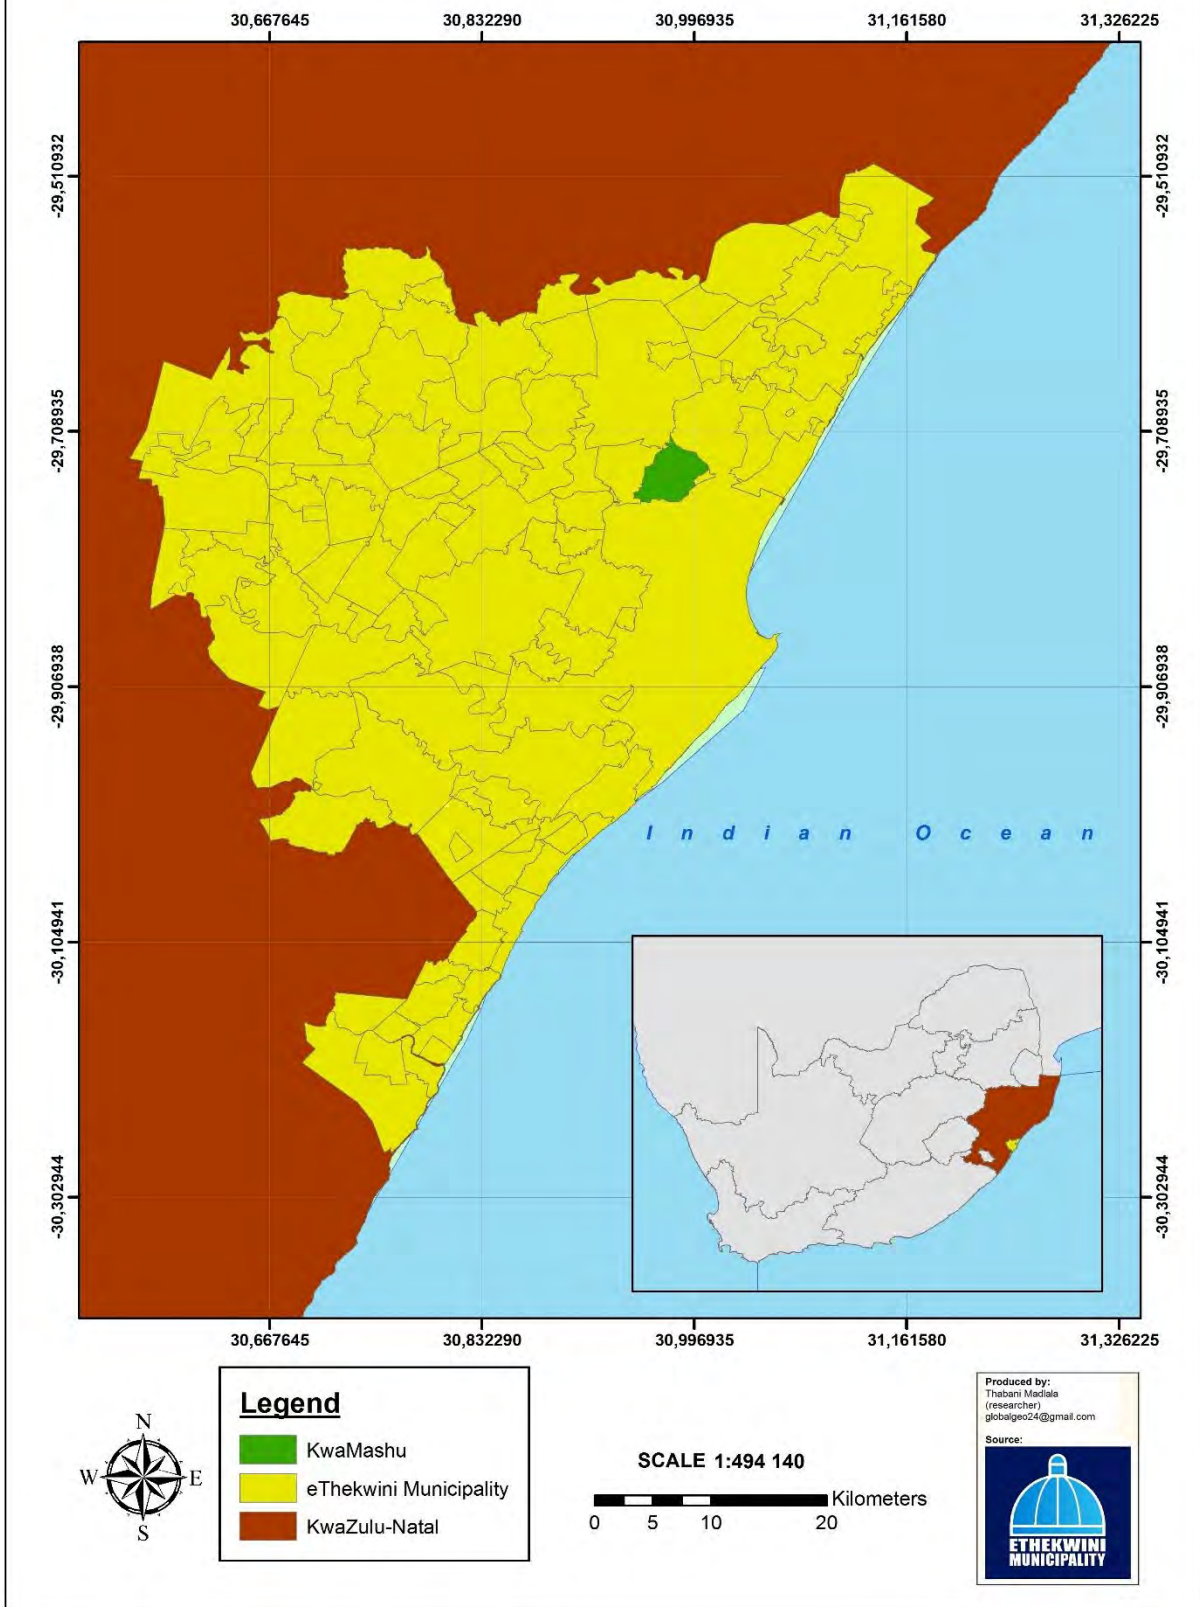 30,667645 30,832290 30,996935 31,161580 31,326225
-29,510932 -29,510932
-29,708935 -29,708935
-29,906938 -29,906938
Indian Ocean
-30,104941 -30,104941
-30,302944 -30,302944
30,667645 30,832290 30,996935 31,161580 31,326225
N
W E
S
Legend
KwaMashu
eThekwini Municipality
KwaZulu-Natal
SCALE 1:494 140
Kilometers
0 5 10 20
Produced by:
Thabani Madlala
(researcher)
globalgeo24@gmail.com
Source:
ETHEKWINI
MUNICIPALITY